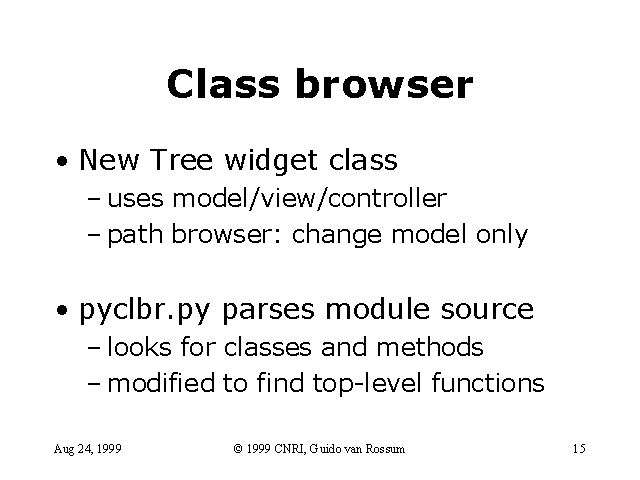 Class browser
• New Tree widget class
– uses model/view/controller
– path browser: change model only
• pyclbr.py parses module source
– looks for classes and methods
– modified to find top-level functions
Aug 24, 1999
© 1999 CNRI, Guido van Rossum
15